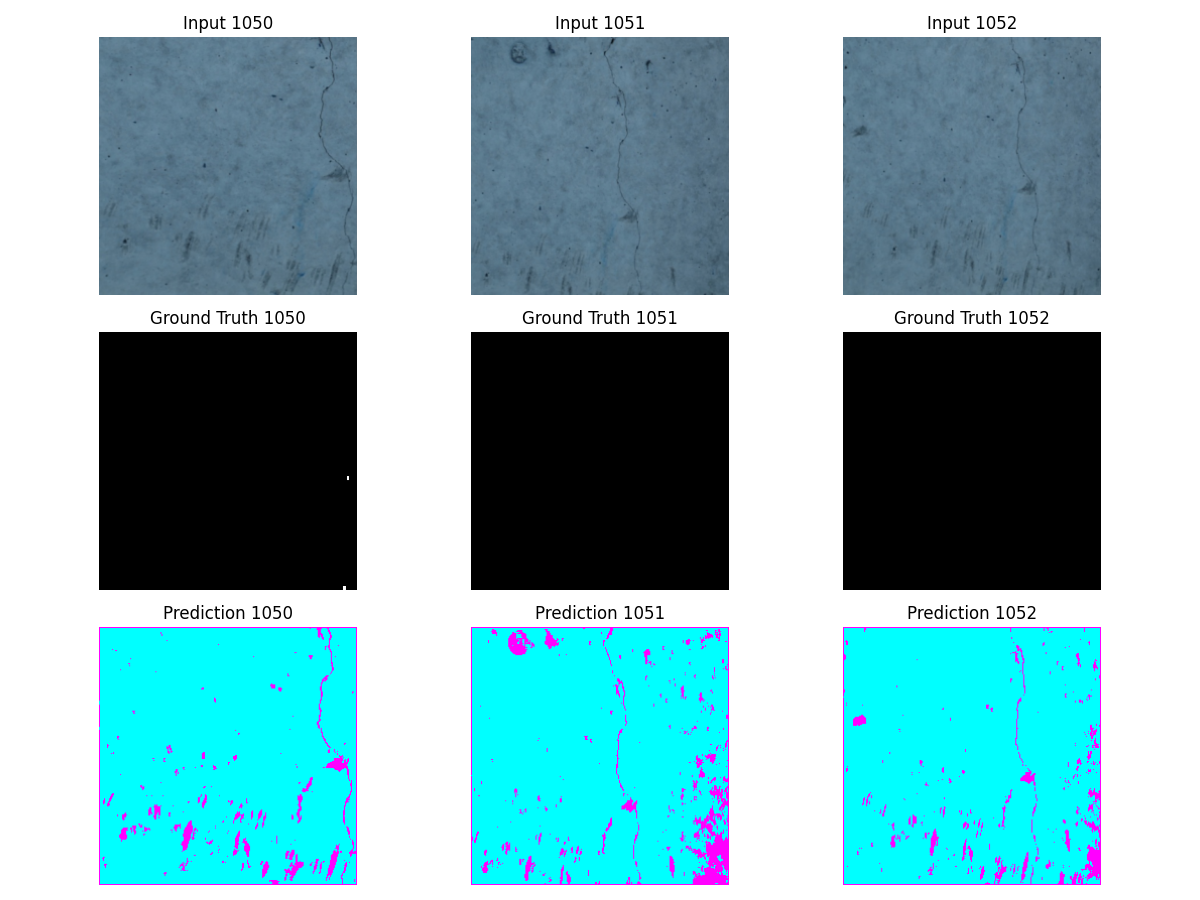 Input 1050
Input 1051
Input 1052
Ground Truth 1050
Ground Truth 1051
Ground Truth 1052
Prediction 1050
Prediction 1051
Prediction 1052